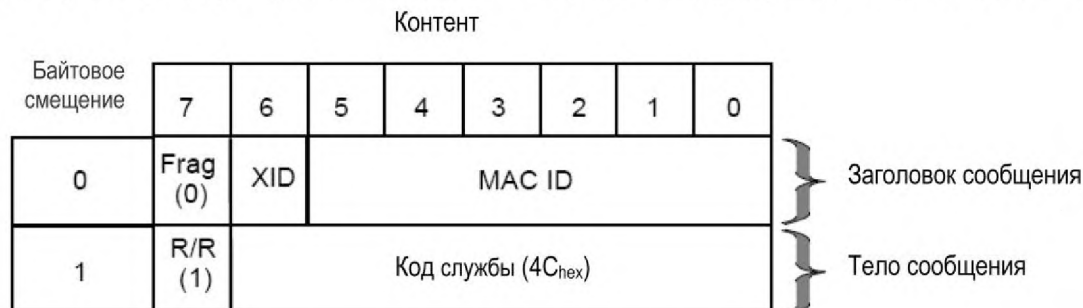 Контент
Байтовое
смещение
7 6 5 4 3 2 1 0
0 Frag (0) XID MAC ID Заголовок сообщения
1 R/R (1) Код службы (4Chex) Тело сообщения